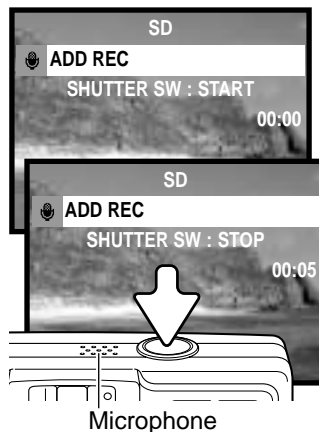 SD
ADD REC
SHUTTER SW : START
00:00
SD
ADD REC
SHUTTER SW : STOP
00:05
Microphone